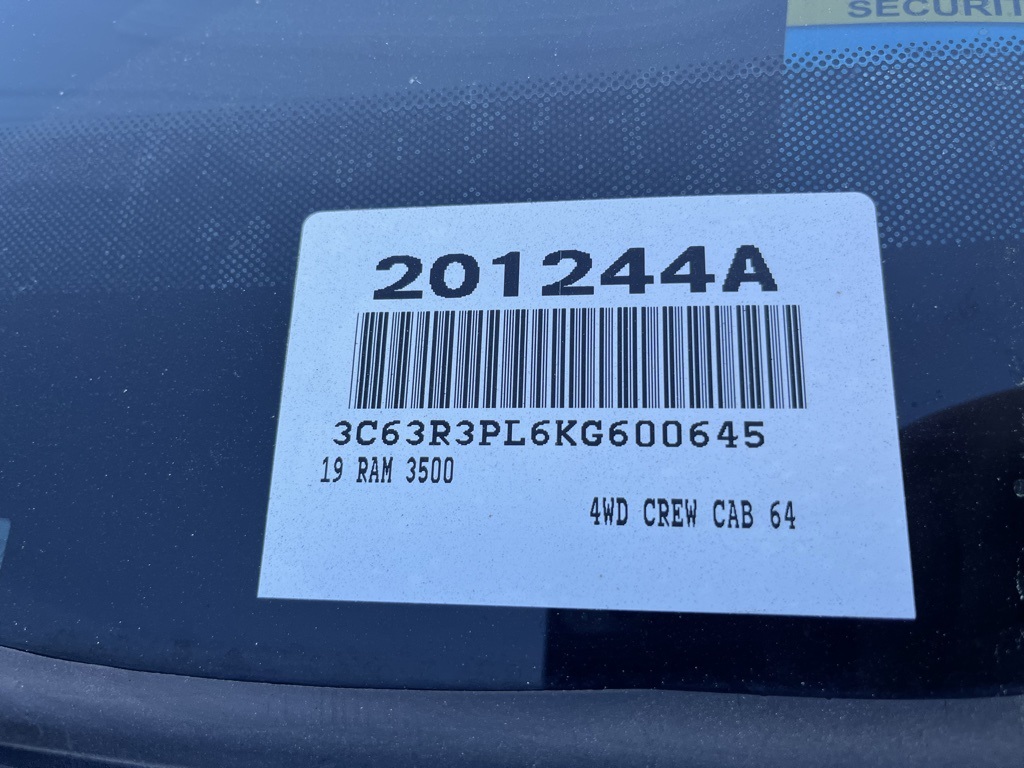 SECURIT
201244A
3C63R3PL6KG600645
19 RAM 3500
4WD CREW CAB 64